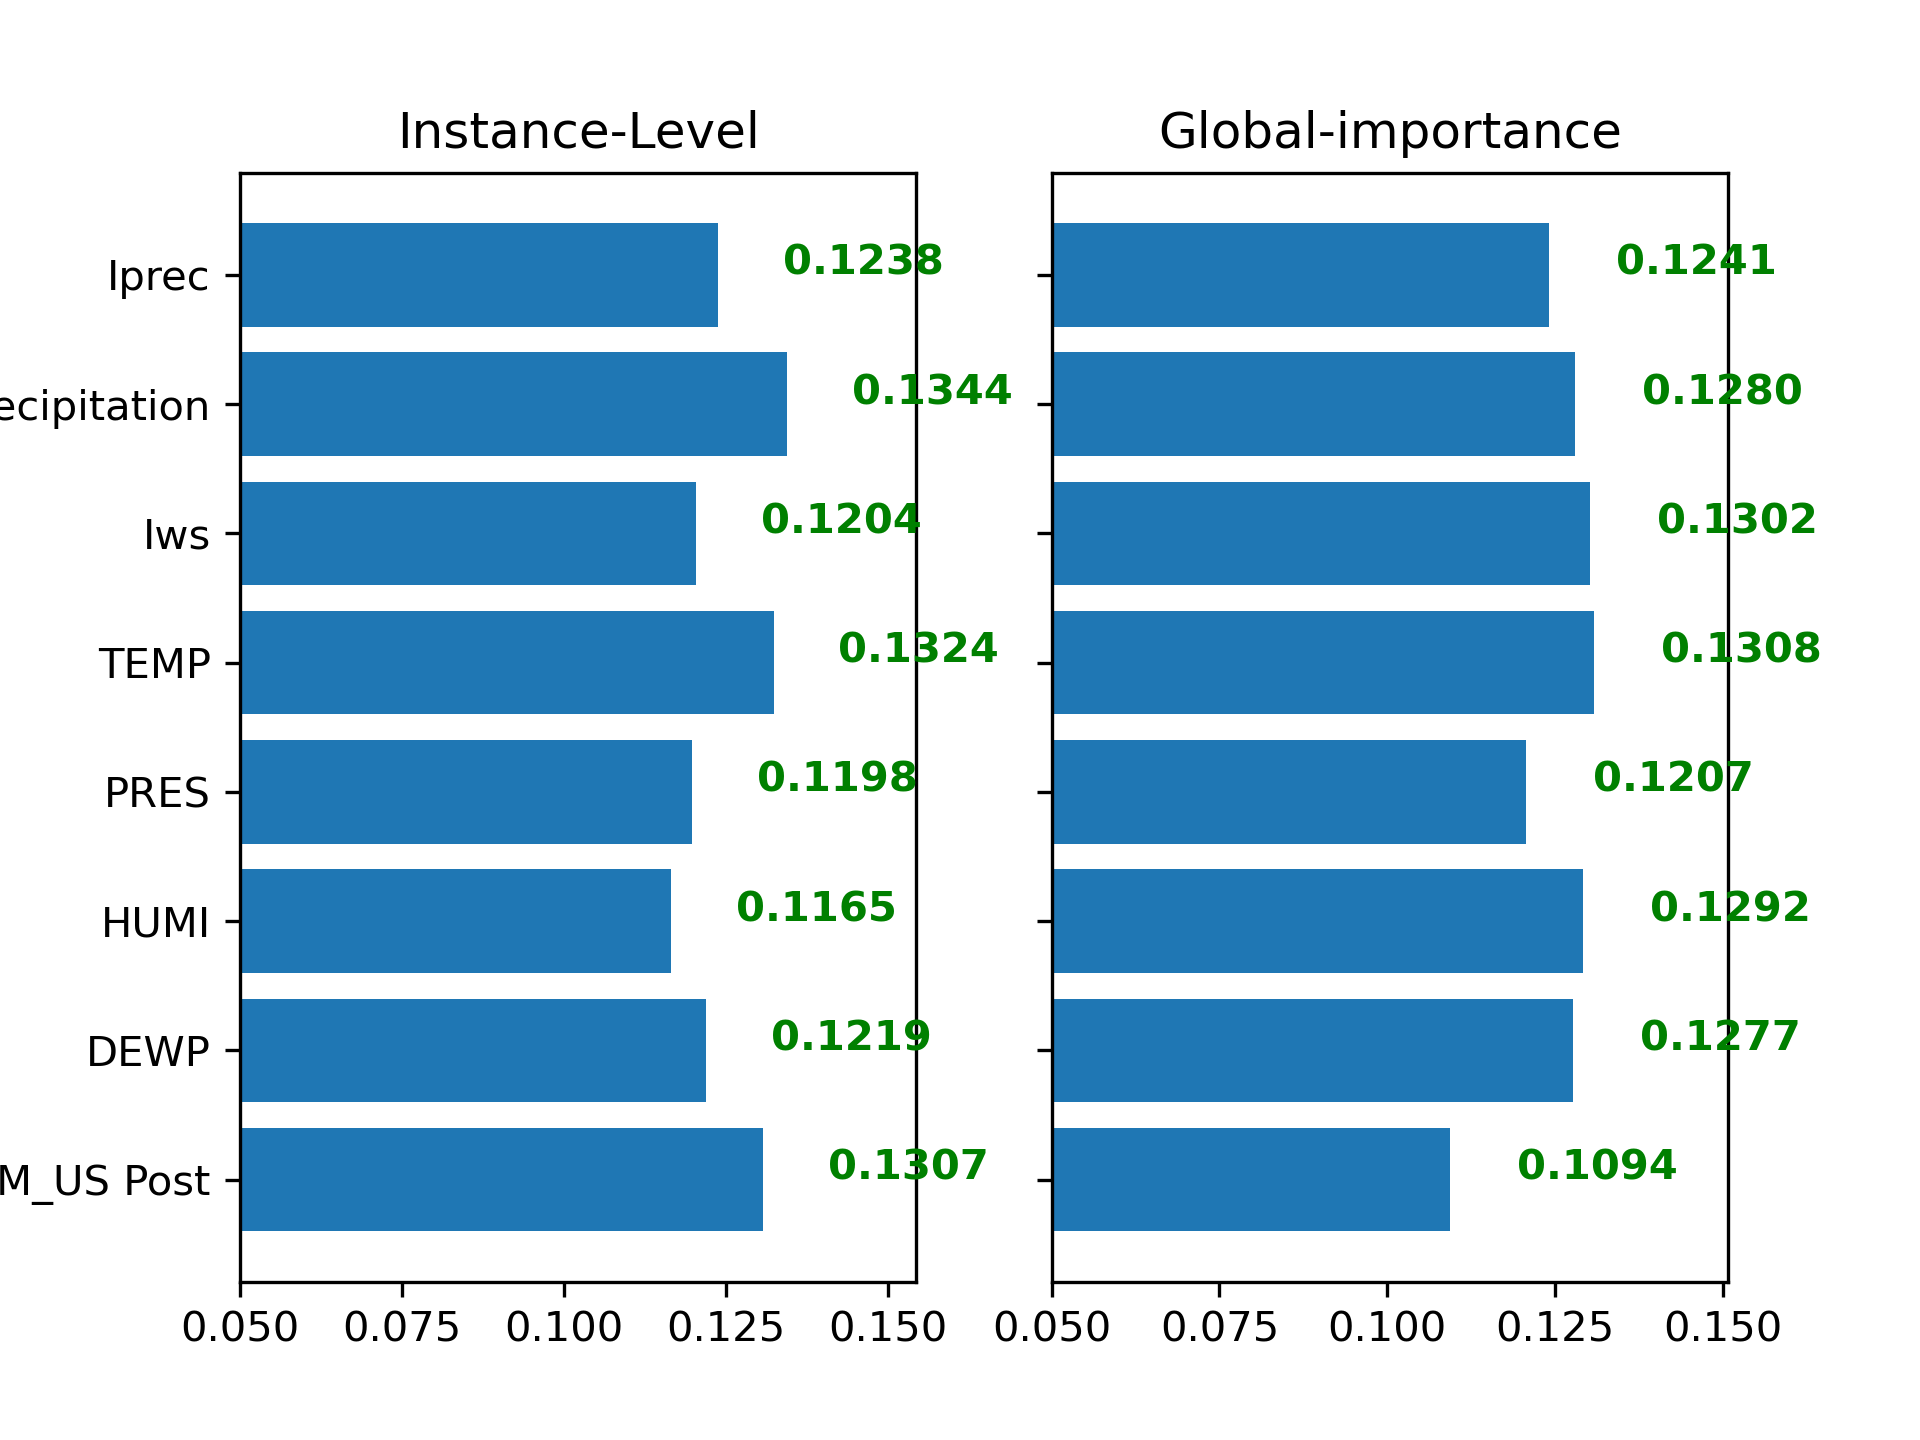 Instance-Level Global-importance
Iprec 0.1238 0.1241
ecipitation 0.1344 0.1280
Iws 0.1204 0.1302
TEMP 0.1324 0.1308
PRES 0.1198 0.1207
HUMI 0.1165 0.1292
DEWP 0.1219 0.1277
M_US Post 0.1307 0.1094
0.050 0.075 0.100 0.125 0.150 0.050 0.075 0.100 0.125 0.150